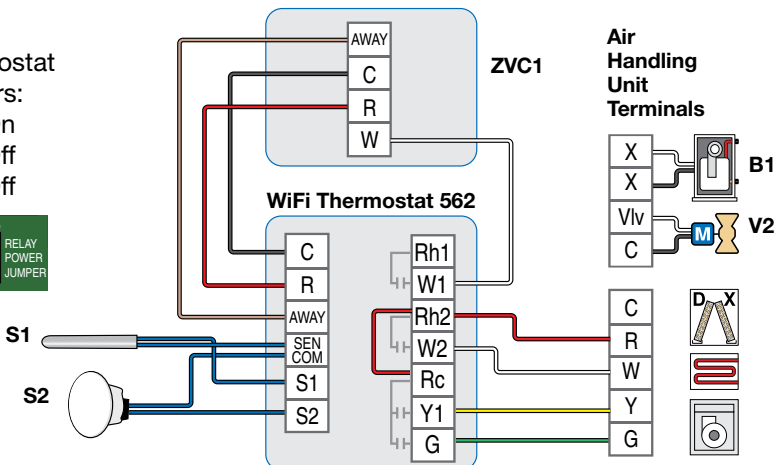 ostat
rs:
n
ff
ff
RELAY
POWER
JUMPER
AWAY
C
R
W
ZVC1
Air
Handling
Unit
Terminals
X
X
Vlv
C
B1
M
V2
WiFi Thermostat 562
C
R
AWAY
SEN
COM
S1
S2
Rh1
W1
Rh2
W2
Rc
Y1
G
S1
S2
C
R
W
Y
G
D X